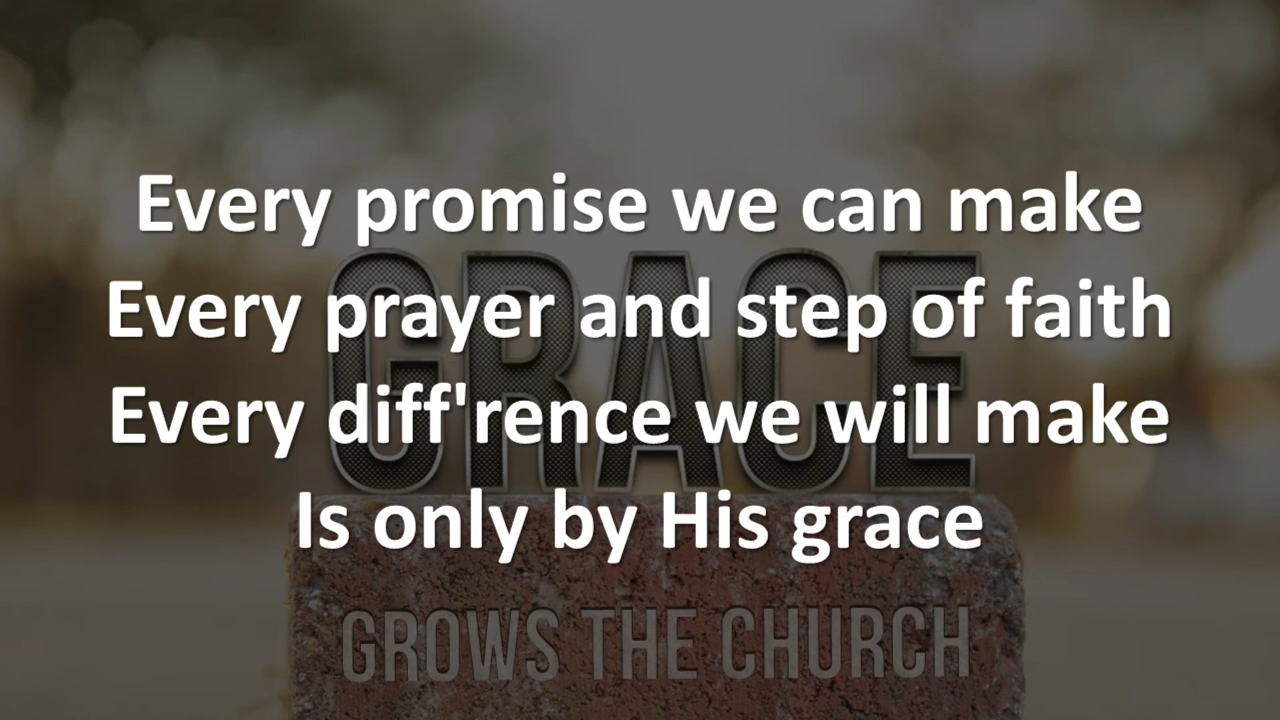 Every promise we can make
Every prayer and step of faith
Every diff'rence we will make
Is only by His grace
GRACE
GROWS THE CHURCH